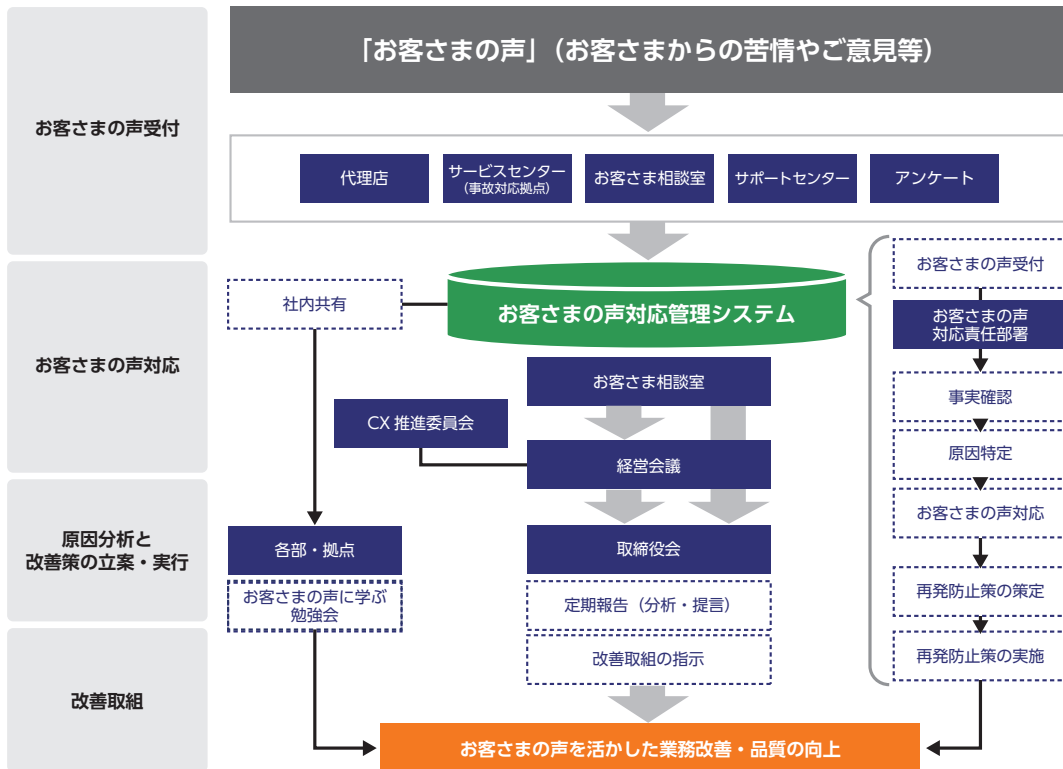 「お客さまの声」（お客さまからの苦情やご意見等）
お客さまの声受付
代理店
サービスセンター
（事故対応拠点）
お客さま相談室
サポートセンター
アンケート
お客さまの声対応
社内共有
お客さまの声対応管理システム
お客さま相談室
CX 推進委員会
経営会議
原因分析と
改善策の立案・実行
各部・拠点
お客さまの声に学ぶ
勉強会
取締役会
定期報告（分析・提言）
改善取組の指示
お客さまの声受付
お客さまの声
対応責任部署
事実確認
原因特定
お客さまの声対応
再発防止策の策定
再発防止策の実施
改善取組
お客さまの声を活かした業務改善・品質の向上